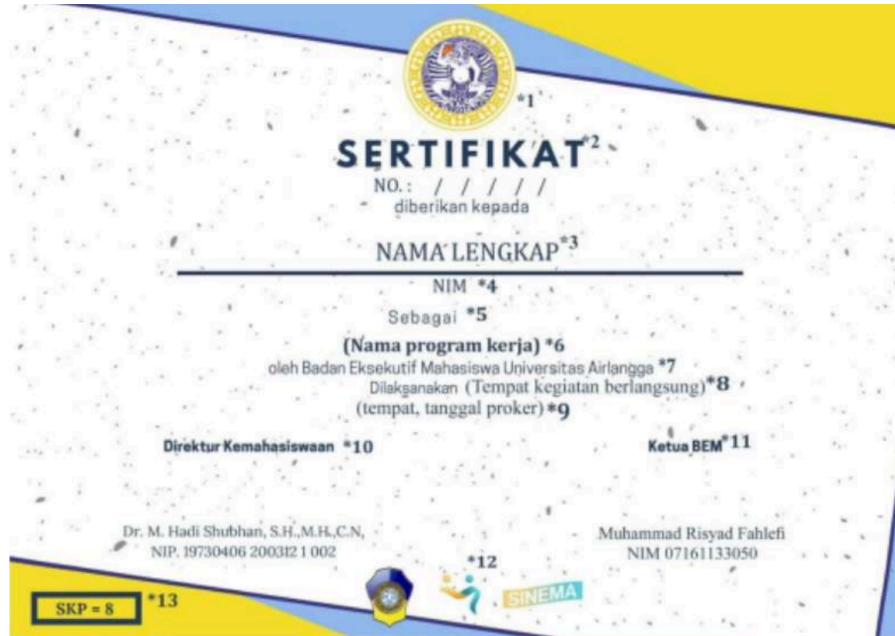 *1
SERTIFIKAT*2
NO.: / / / / /
diberikan kepada
NAMA LENGKAP*3
NIM *4
Sebagai *5
(Nama program kerja) *6
oleh Badan Eksekutif Mahasiswa Universitas Airlangga *7
Dilaksanakan (Tempat kegiatan berlangsung)*8
(tempat, tanggal proker)*9
Direktur Kemahasiswaan *10
Ketua BEM*11
Dr. M. Hadi Shubhan, S.H.,M.H.,C.N,
NIP. 19730406 200312 1 002
Muhammad Risyad Fahlefi
NIM 07161133050
*12
SINEMA
SKP = 8 *13